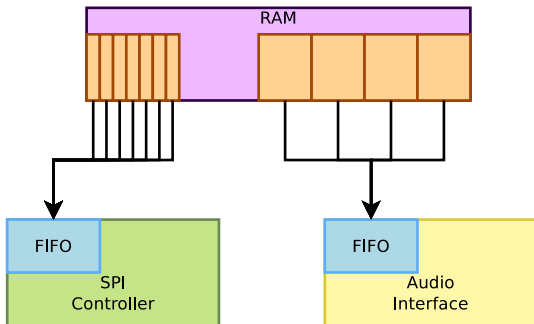 RAM
FIFO
SPI
Controller
FIFO
Audio
Interface